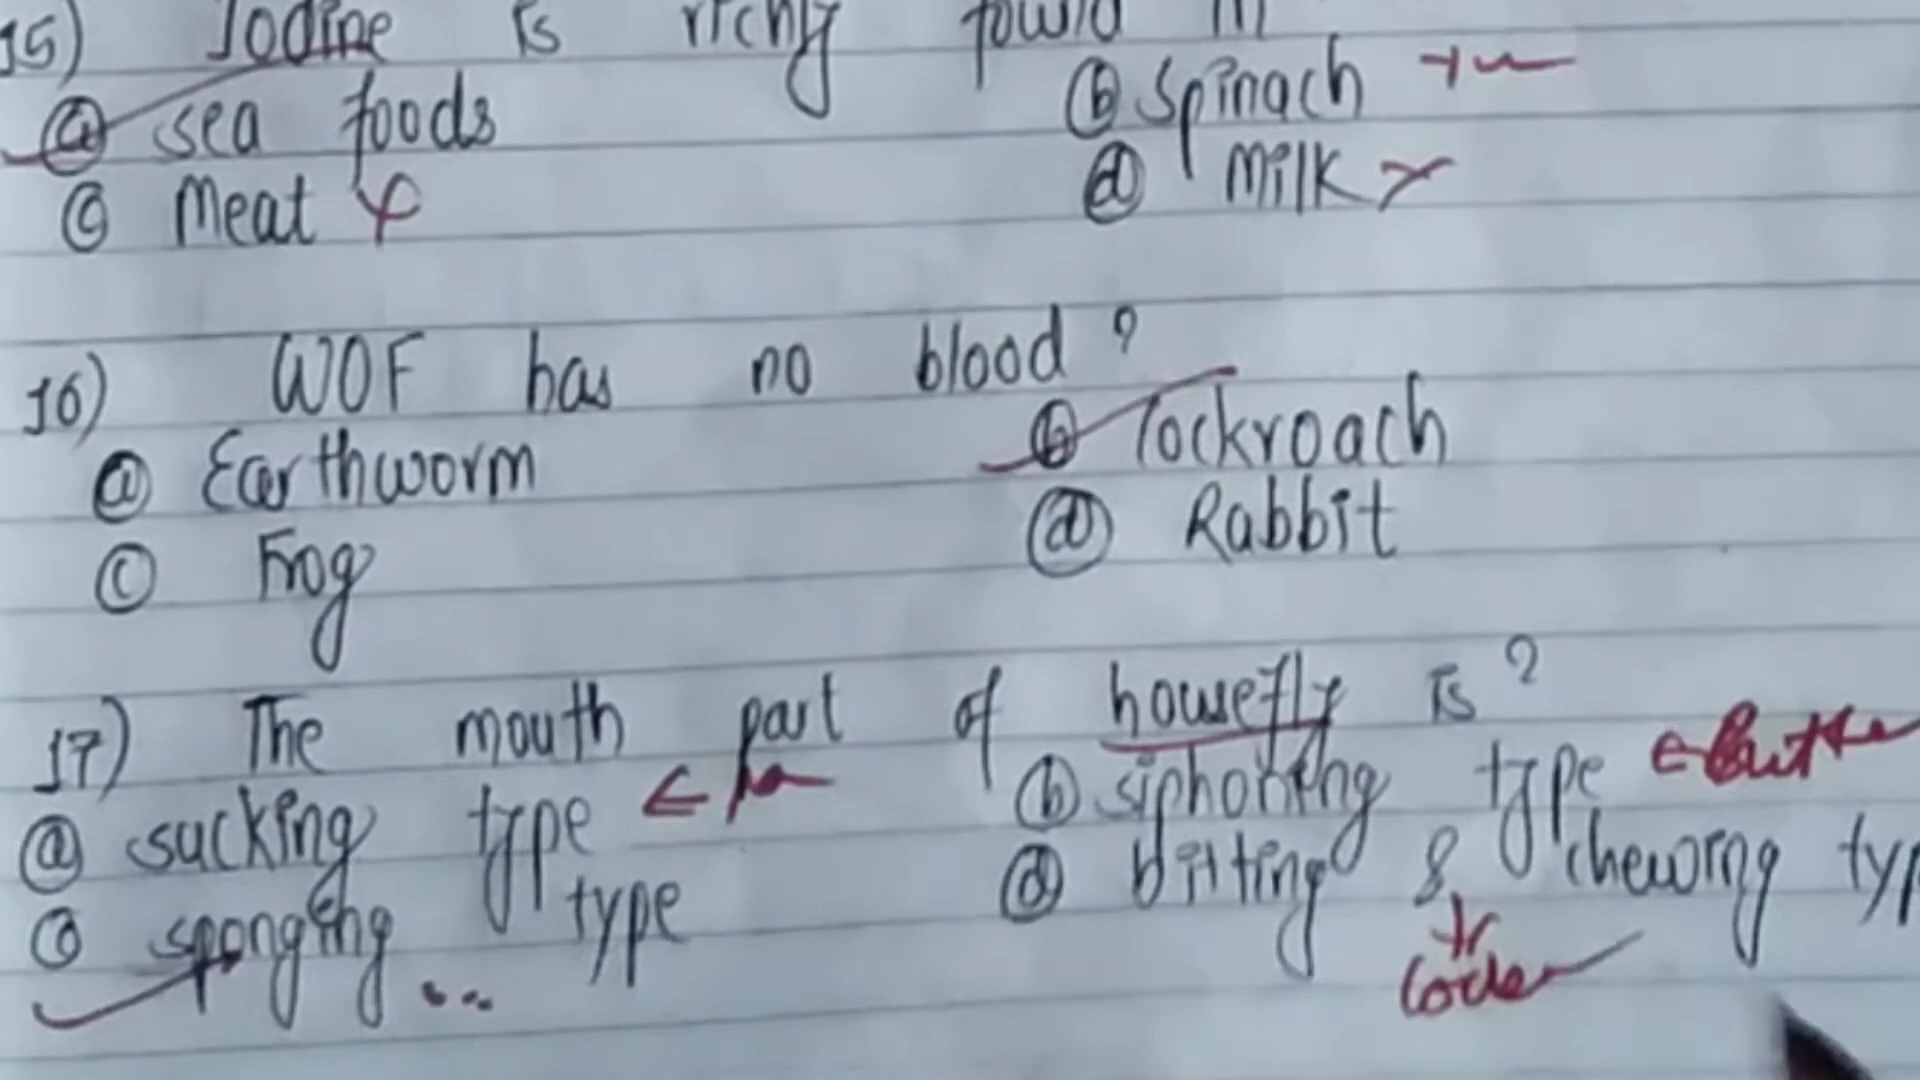 15) Iodine is richly found in
ⓐ sea foods ⓑ Spinach
ⓒ Meat ⓓ Milk
16) WOF has no blood?
ⓐ Earthworm ⓑ Cockroach
ⓒ Frog ⓓ Rabbit
17) The mouth part of housefly is?
ⓐ sucking type ← ⓑ siphoning type ←
ⓒ sponging type ⓓ bitting & chewing typ